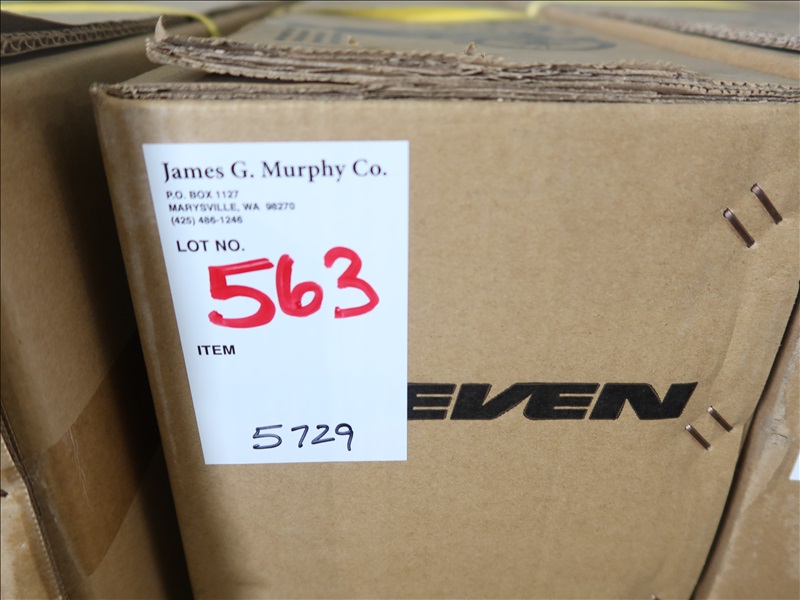 James G. Murphy Co.
P.O. BOX 1127
MARYSVILLE, WA 98270
(425) 486-1246
LOT NO.
563
ITEM
5729
EVEN